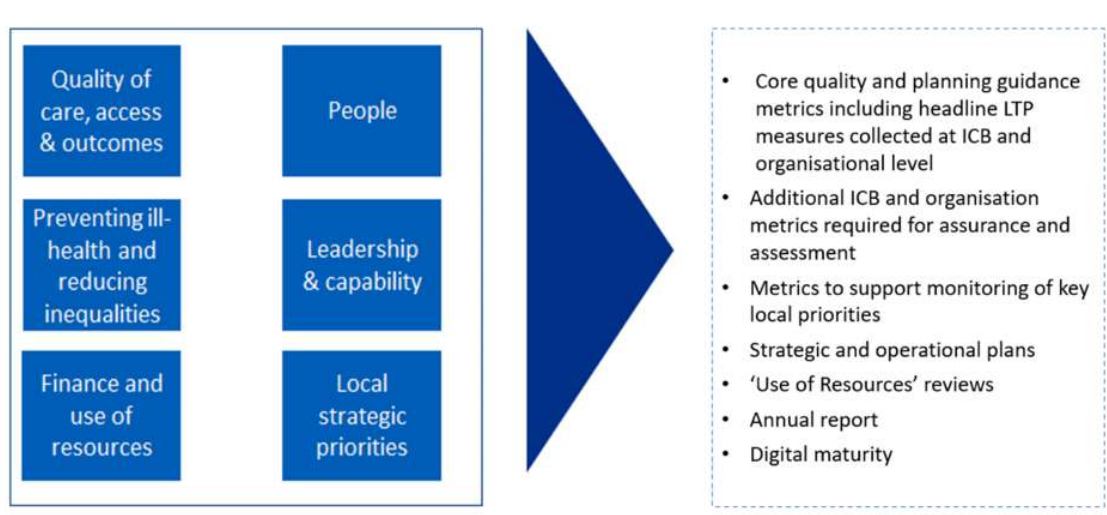 Quality of
care, access
& outcomes
People
Preventing ill-
health and
reducing
inequalities
Leadership
& capability
Finance and
use of
resources
Local
strategic
priorities
• Core quality and planning guidance
metrics including headline LTP
measures collected at ICB and
organisational level
• Additional ICB and organisation
metrics required for assurance and
assessment
• Metrics to support monitoring of key
local priorities
• Strategic and operational plans
• ‘Use of Resources’ reviews
• Annual report
• Digital maturity